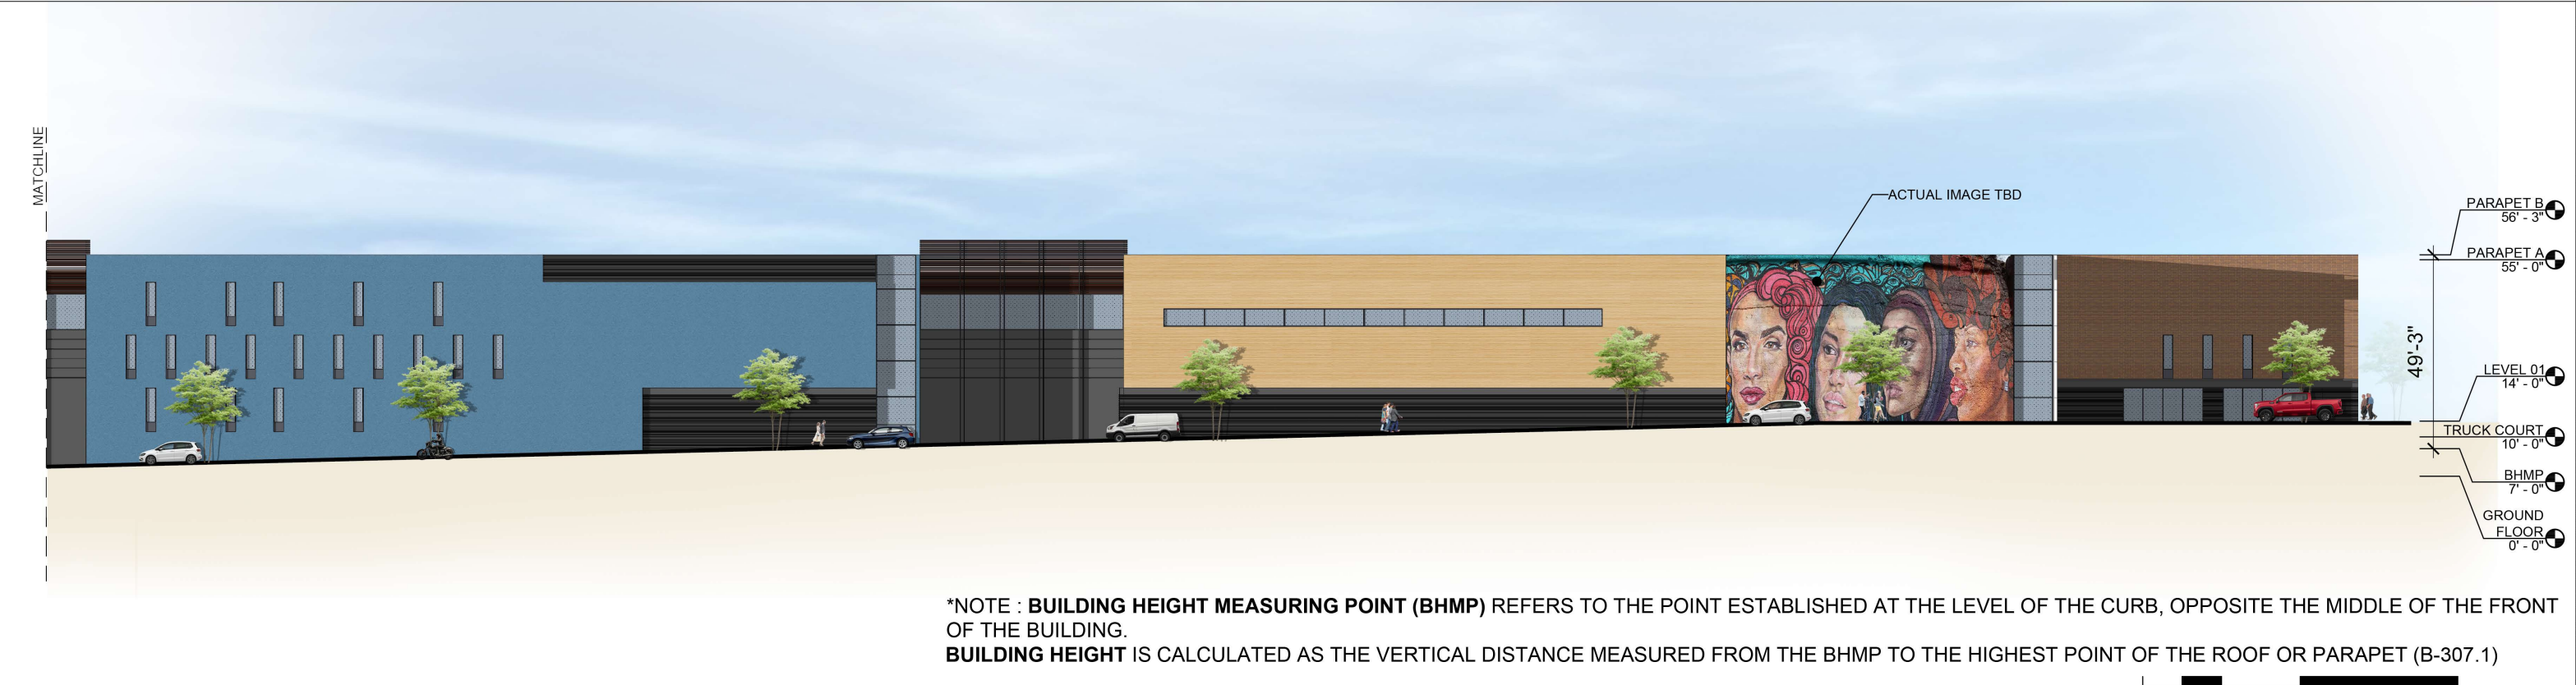 MATCHLINE
ACTUAL IMAGE TBD
PARAPET B
56' - 3"
PARAPET A
55' - 0"
49'-3"
LEVEL 01
14' - 0"
TRUCK COURT
10' - 0"
BHMP
7' - 0"
GROUND
FLOOR
0' - 0"
*NOTE : BUILDING HEIGHT MEASURING POINT (BHMP) REFERS TO THE POINT ESTABLISHED AT THE LEVEL OF THE CURB, OPPOSITE THE MIDDLE OF THE FRONT
OF THE BUILDING.
BUILDING HEIGHT IS CALCULATED AS THE VERTICAL DISTANCE MEASURED FROM THE BHMP TO THE HIGHEST POINT OF THE ROOF OR PARAPET (B-307.1)